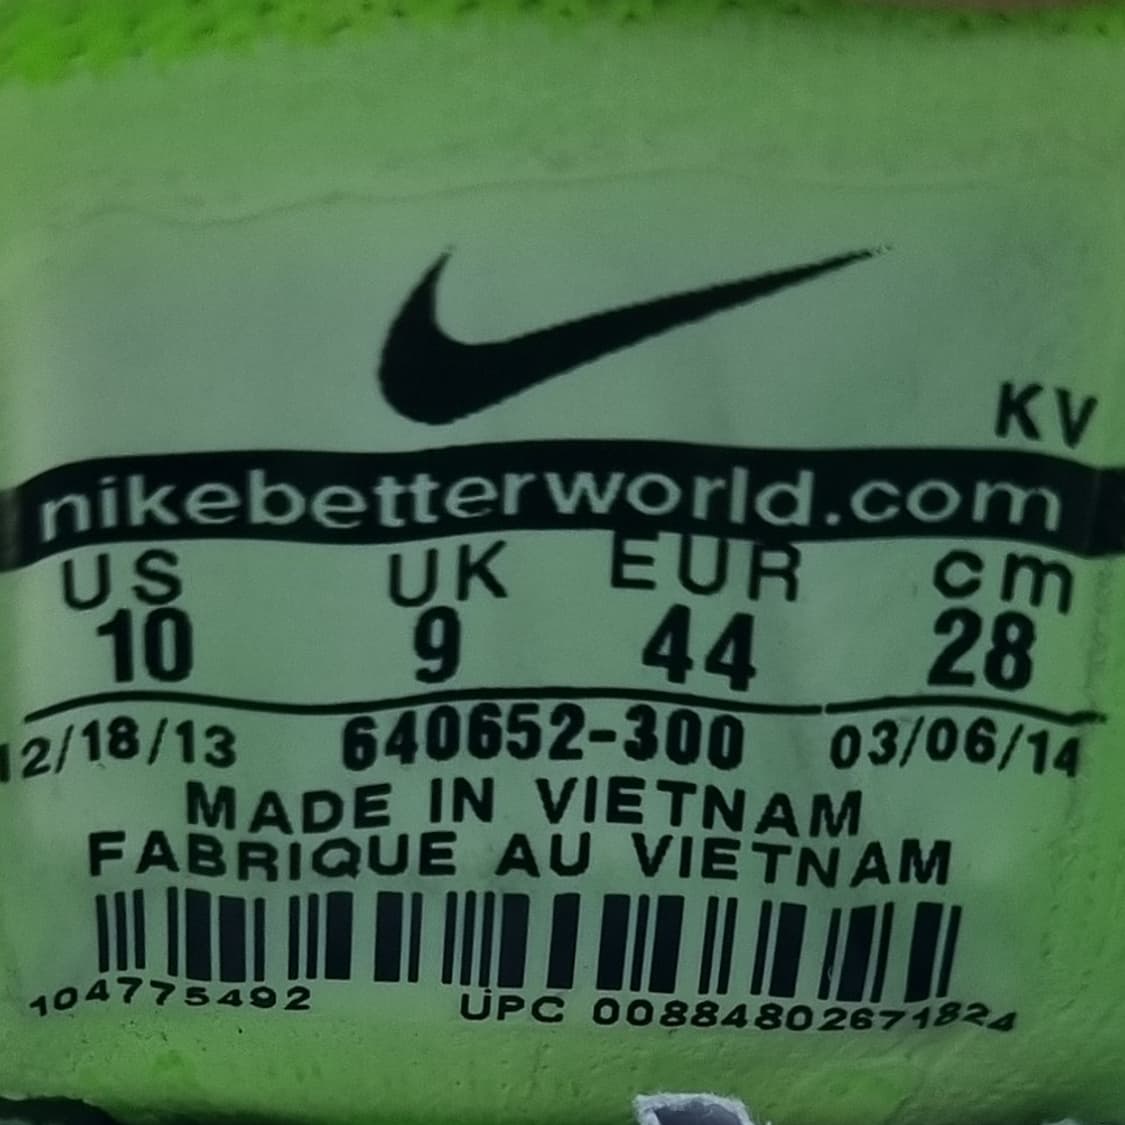 KV
nikebetterworld.com
US UK EUR cm
10 9 44 28
12/18/13 640652-300 03/06/14
MADE IN VIETNAM
FABRIQUE AU VIETNAM
104775492 UPC 00884802671824